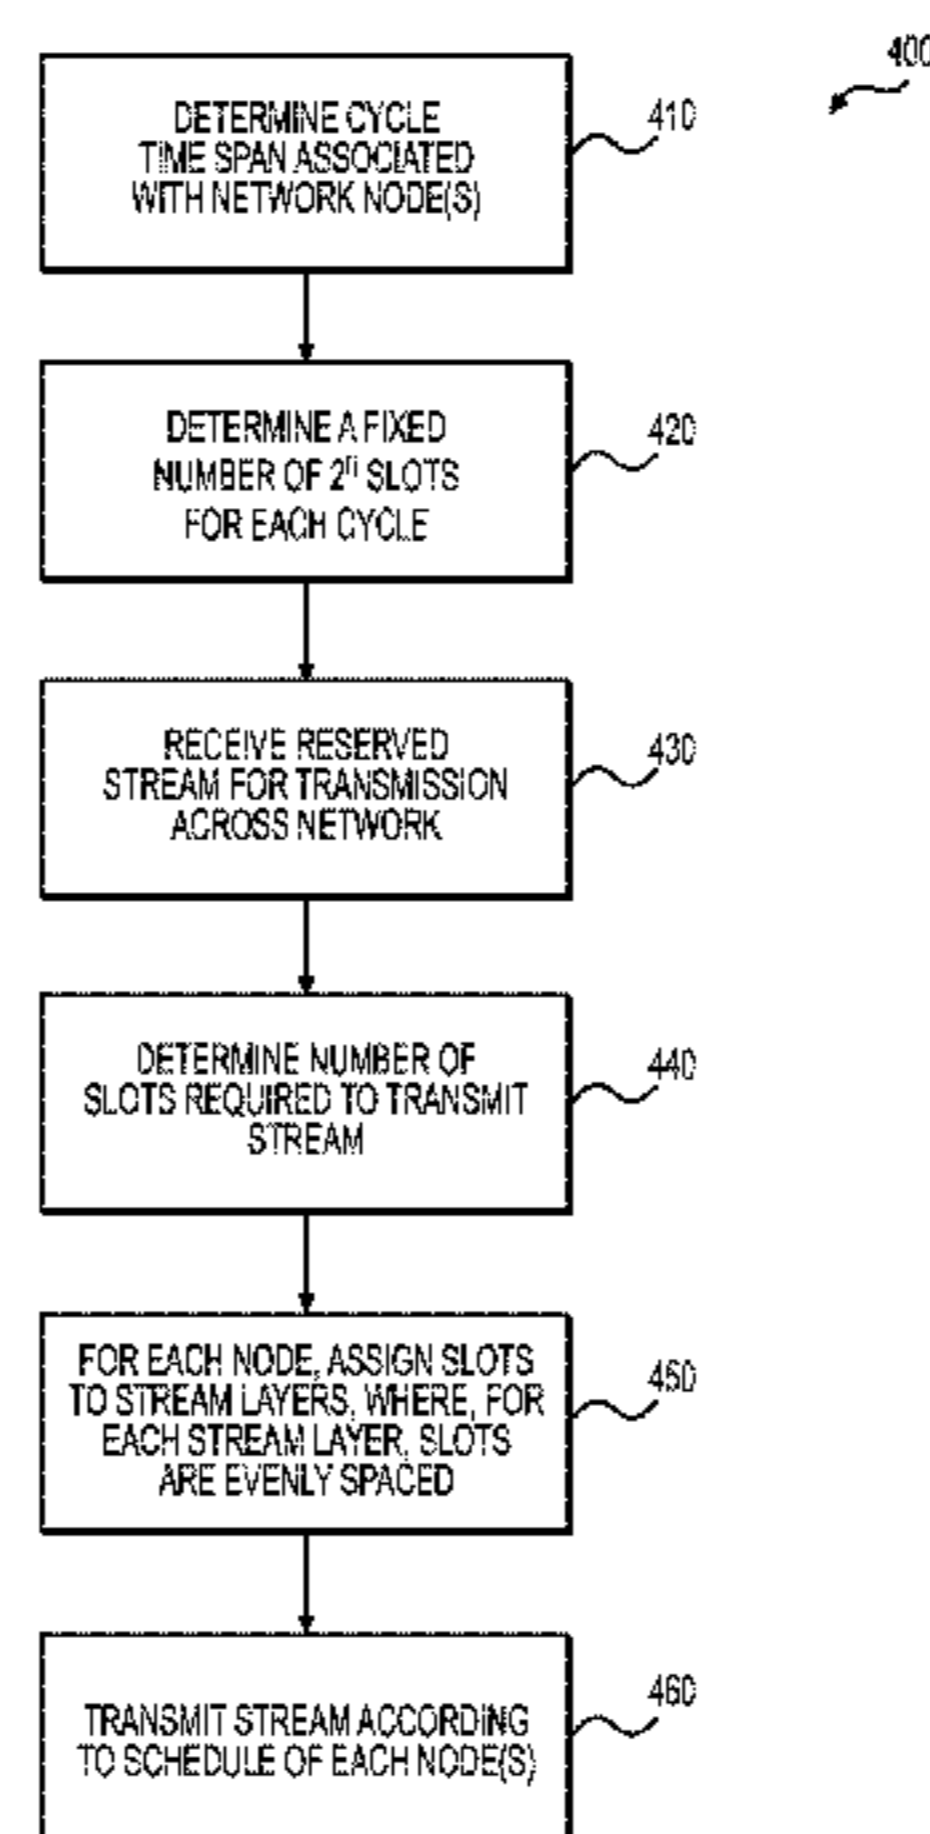 400
DETERMINE CYCLE
TIME SPAN ASSOCIATED
WITH NETWORK NODE(S)
410
DETERMINE A FIXED
NUMBER OF 2ⁿ SLOTS
FOR EACH CYCLE
420
RECEIVE RESERVED
STREAM FOR TRANSMISSION
ACROSS NETWORK
430
DETERMINE NUMBER OF
SLOTS REQUIRED TO TRANSMIT
STREAM
440
FOR EACH NODE, ASSIGN SLOTS
TO STREAM LAYERS, WHERE, FOR
EACH STREAM LAYER, SLOTS
ARE EVENLY SPACED
450
TRANSMIT STREAM ACCORDING
TO SCHEDULE OF EACH NODE(S)
460